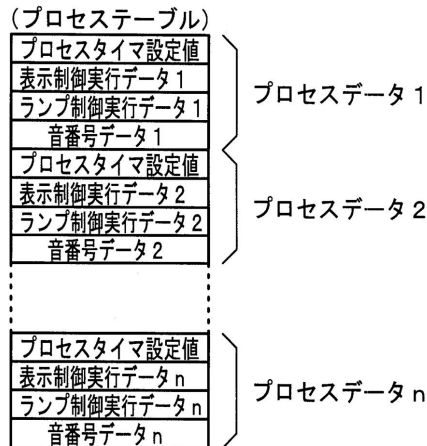 (プロセステーブル)
プロセスタイマ設定値
表示制御実行データ1
ランプ制御実行データ1
音番号データ1
プロセスデータ1
プロセスタイマ設定値
表示制御実行データ2
ランプ制御実行データ2
音番号データ2
プロセスデータ2
プロセスタイマ設定値
表示制御実行データn
ランプ制御実行データn
音番号データn
プロセスデータn